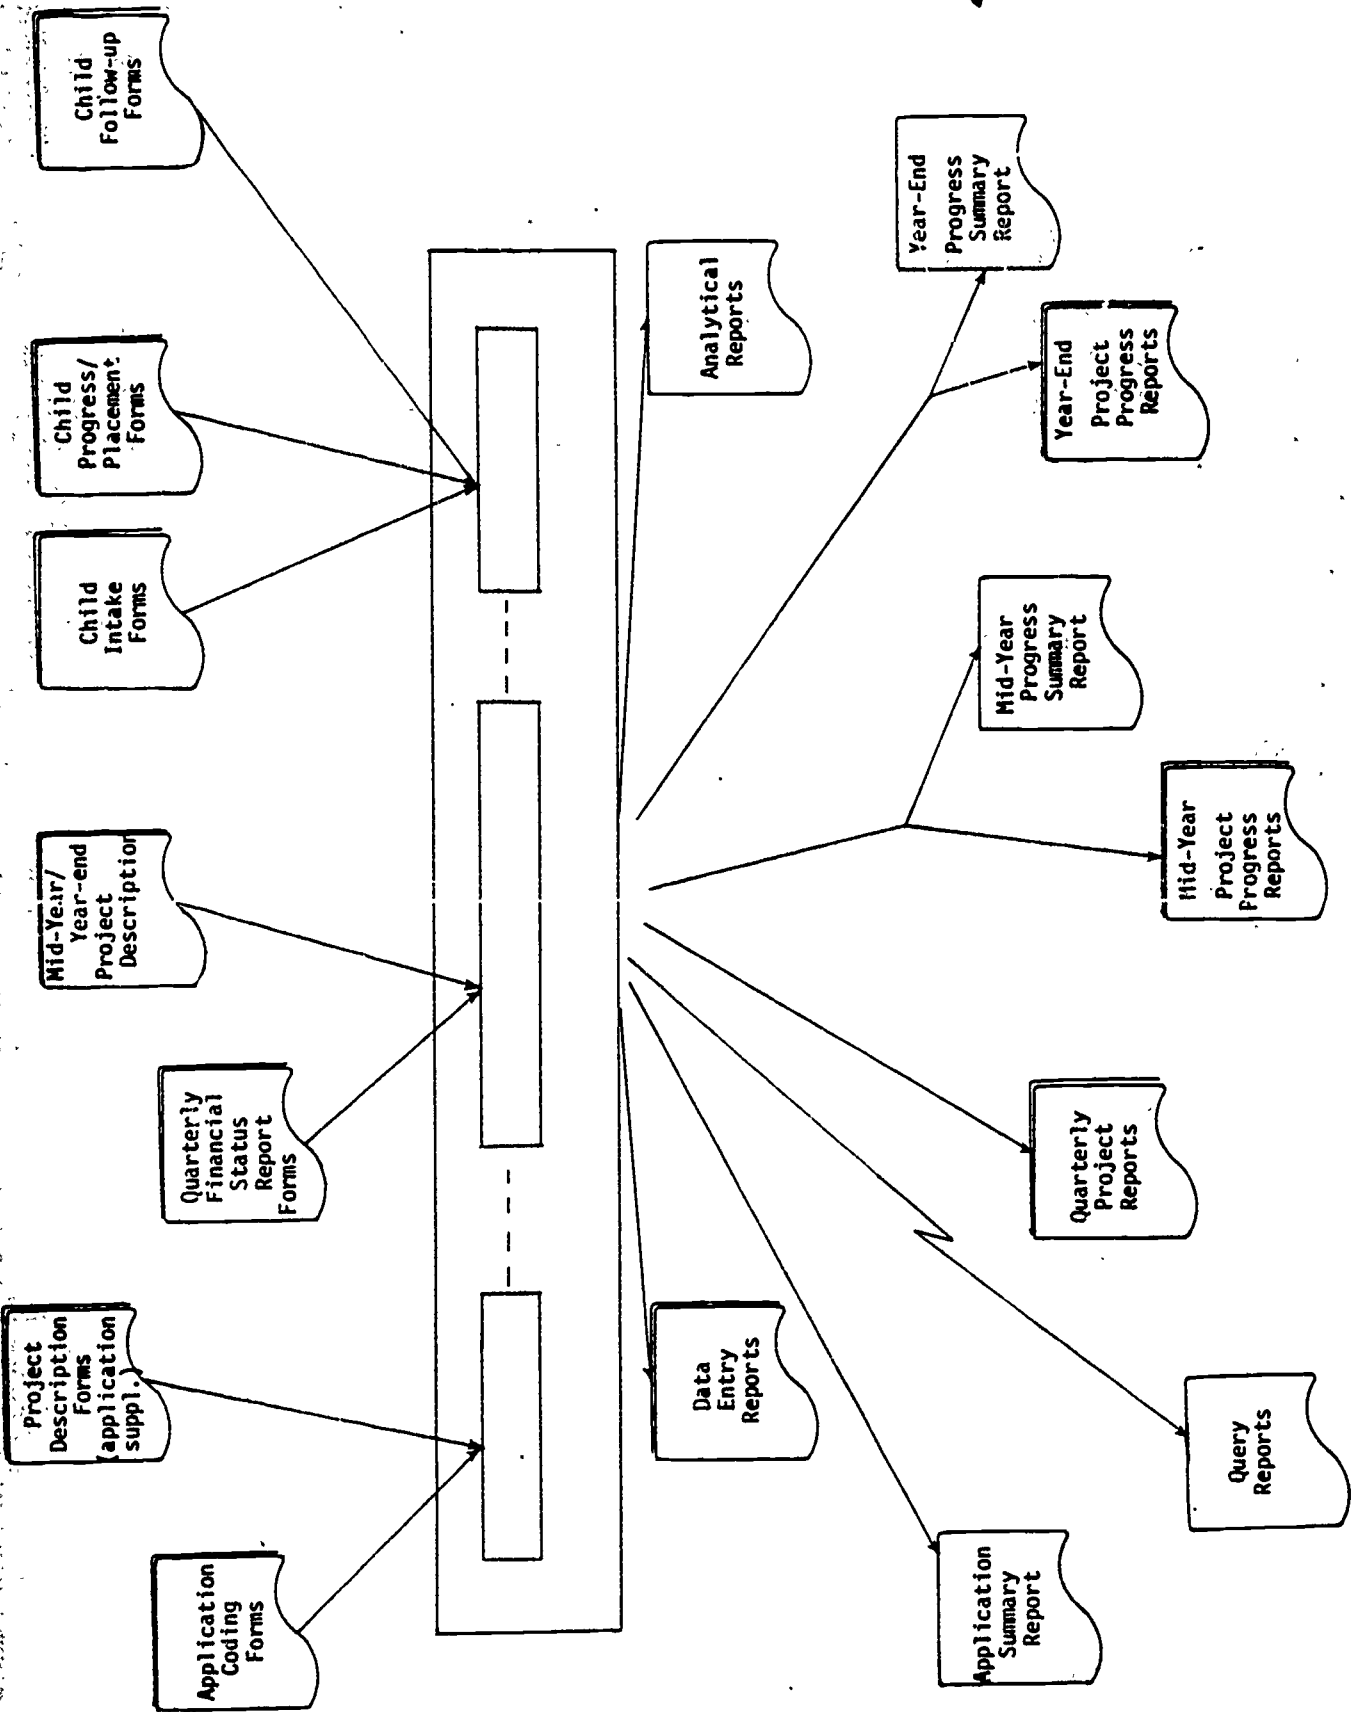 Application
Coding
Forms
Project
Description
Forms
(application
suppl.)
Quarterly
Financial
Status
Report
Forms
Mid-Year/
Year-end
Project
Description
Child
Intake
Forms
Child
Progress/
Placement
Forms
Child
Follow-up
Forms
Application
Summary
Report
Data
Entry
Reports
Query
Reports
Quarterly
Project
Reports
Mid-Year
Project
Progress
Reports
Mid-Year
Progress
Summary
Report
Analytical
Reports
Year-End
Project
Progress
Reports
Year-End
Progress
Summary
Report